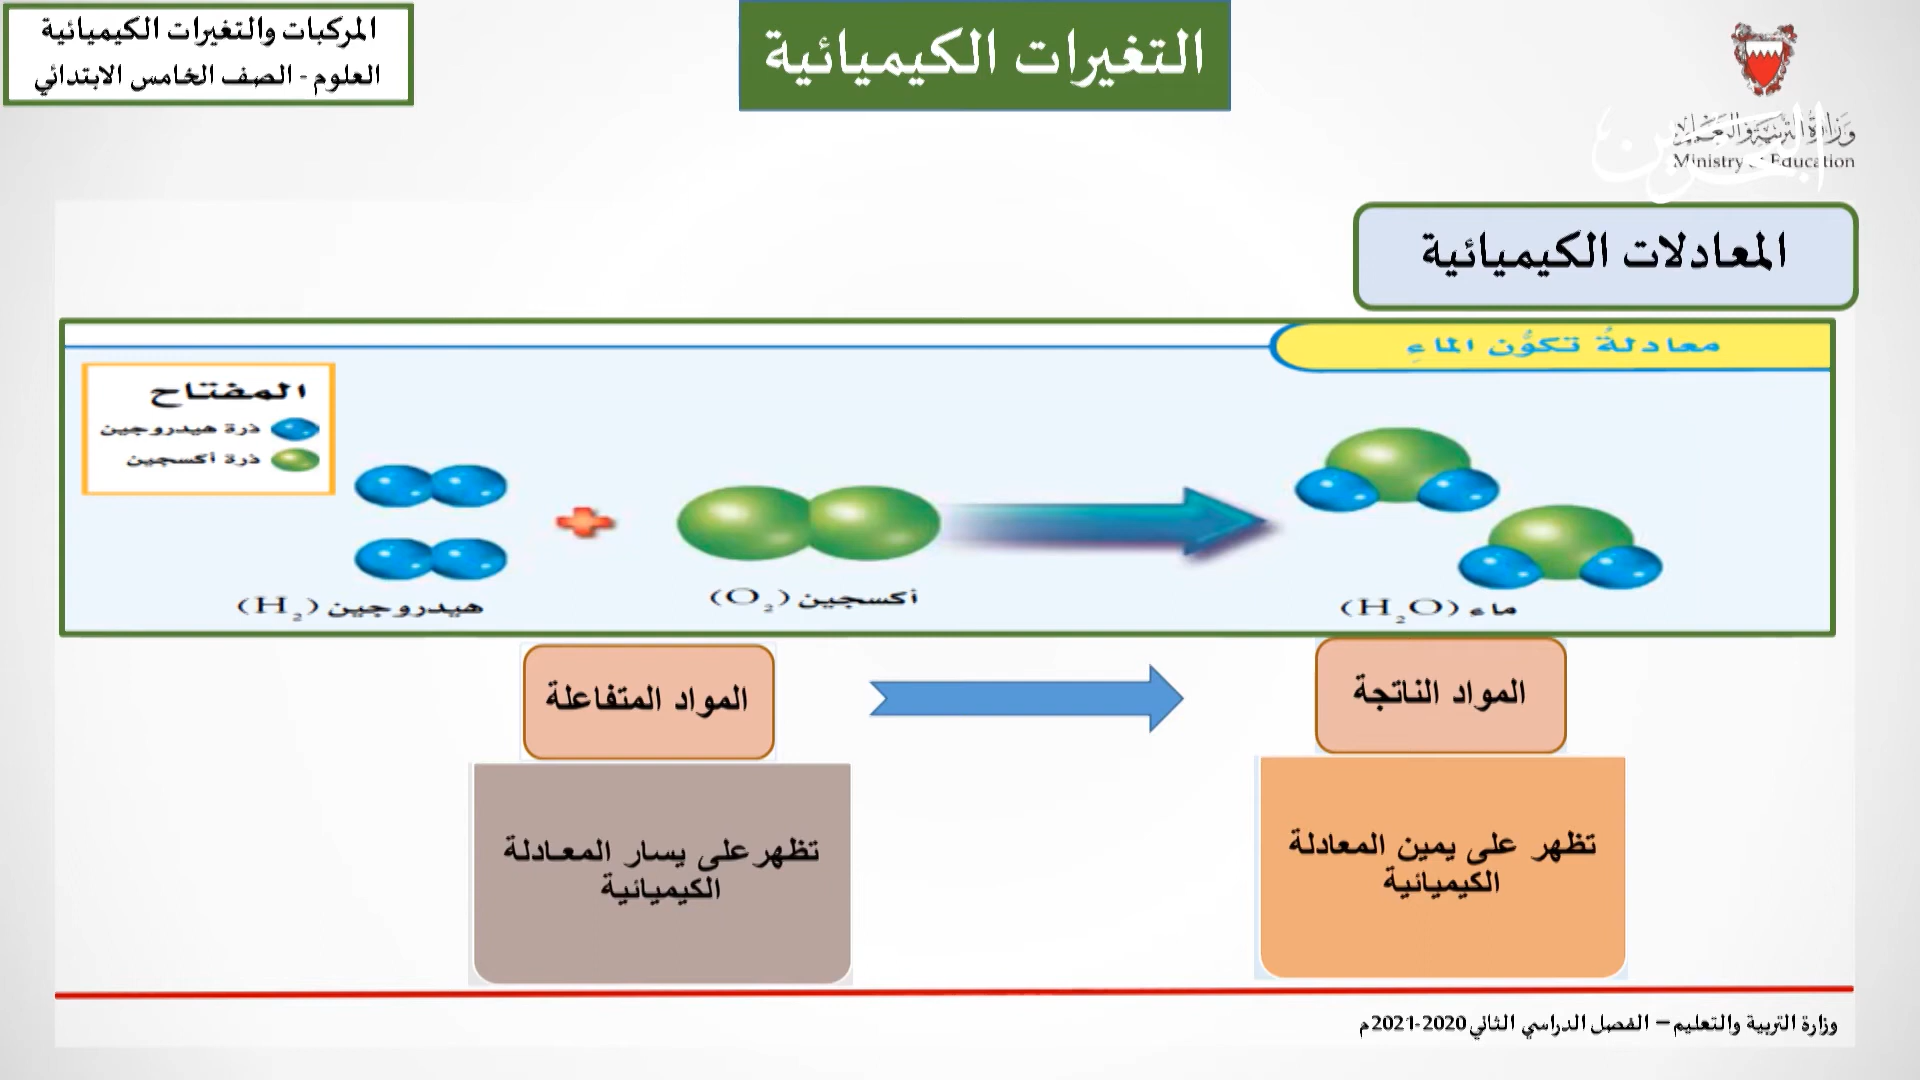 المركبات والتغيرات الكيميائية
العلوم - الصف الخامس الابتدائي
التغيرات الكيميائية
وزارة التربية والتعليم
Ministry of Education
البحرين
المعادلات الكيميائية
معادلةُ تكوُّن الماءِ
المفتاح
ذرة هيدروجين
ذرة أكسجين
هيدروجين (H₂)
أكسجين (O₂)
ماء (H₂O)
المواد المتفاعلة
المواد الناتجة
تظهر على يسار المعادلة
الكيميائية
تظهر على يمين المعادلة
الكيميائية
وزارة التربية والتعليم – الفصل الدراسي الثاني 2020-2021م